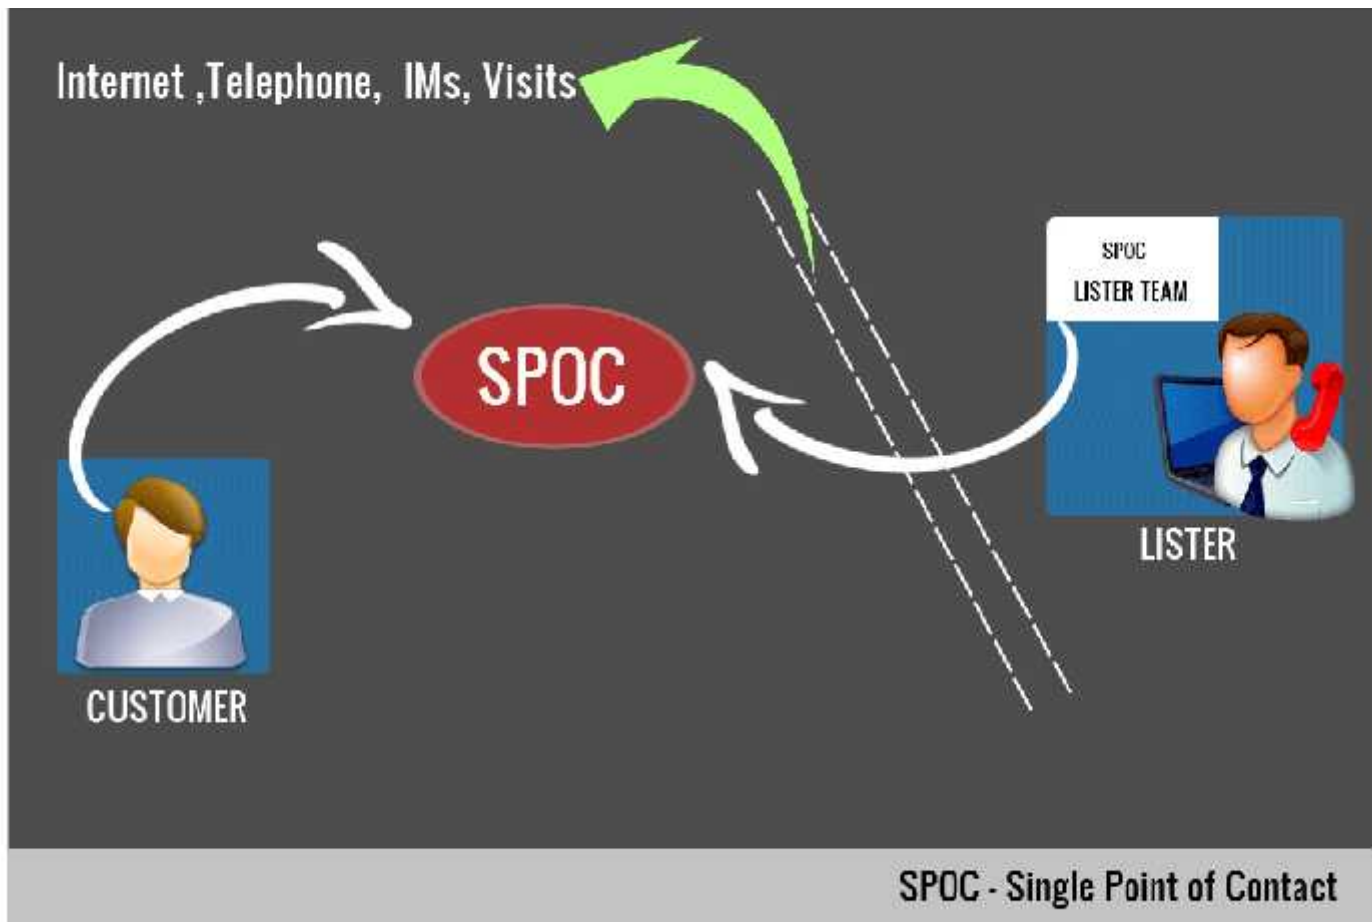 Internet ,Telephone, IMs, Visits
SPOC
LISTER TEAM
SPOC
LISTER
CUSTOMER
SPOC - Single Point of Contact